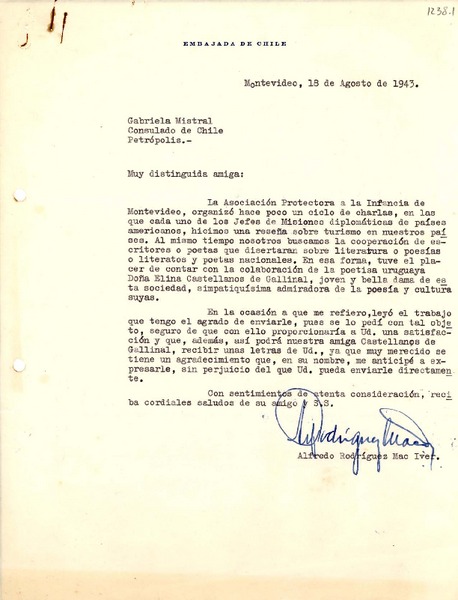 1238.1
EMBAJADA DE CHILE
Montevideo, 18 de Agosto de 1943.
Gabriela Mistral
Consulado de Chile
Petrópolis.-
Muy distinguida amiga:
La Asociación Protectora a la Infancia de
Montevideo, organizó hace poco un ciclo de charlas, en las
que cada uno de los Jefes de Misiones diplomáticas de países
americanos, hicimos una reseña sobre turismo en nuestros paí
ses. Al mismo tiempo nosotros buscamos la cooperación de es-
critores o poetas que disertaran sobre literatura o poesías
o literatos y poetas nacionales. En esa forma, tuve el pla-
cer de contar con la colaboración de la poetisa uruguaya
Doña Elina Castellanos de Gallinal, joven y bella dama de es
ta sociedad, simpatiquísima admiradora de la poesía y cultura
suyas.
En la ocasión a que me refiero, leyó el trabajo
que tengo el agrado de enviarle, pues se lo pedí con tal obje
to, seguro de que con ello proporcionaría a Ud. una satisfac-
ción y que, además, así podrá nuestra amiga Castellanos de
Gallinal, recibir unas letras de Ud., ya que muy merecido se
tiene un agradecimiento que, en su nombre, me anticipé a ex-
presarle, sin perjuicio del que Ud. pueda enviarle directamen
te.
Con sentimientos de atenta consideración, reci
ba cordiales saludos de su amigo y S.S.
Alfredo Rodríguez Mac Iver.